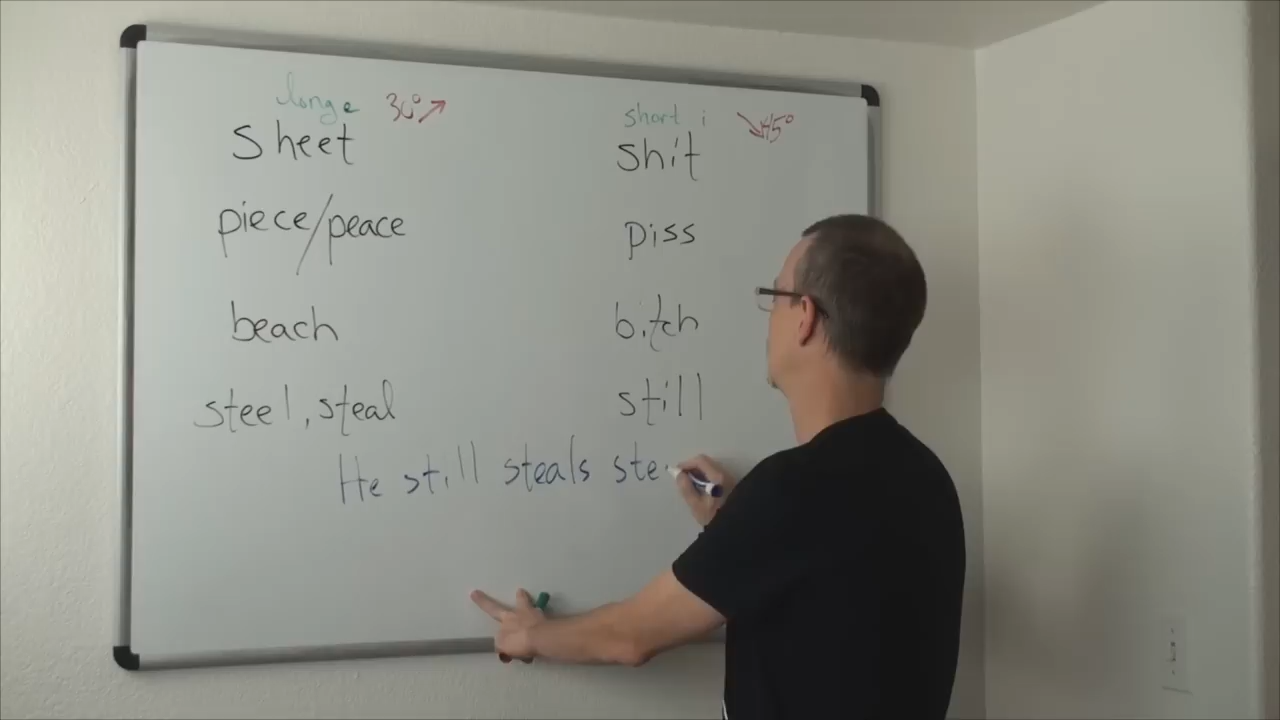 long e 30° short i 45°
sheet shit
piece/peace piss
beach bitch
steel, steal still
He still steals ste